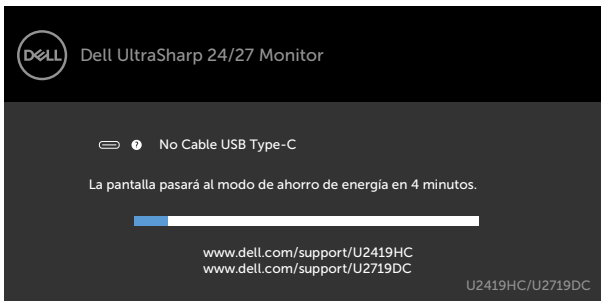 DELL Dell UltraSharp 24/27 Monitor
? No Cable USB Type-C
La pantalla pasará al modo de ahorro de energía en 4 minutos.
www.dell.com/support/U2419HC
www.dell.com/support/U2719DC
U2419HC/U2719DC